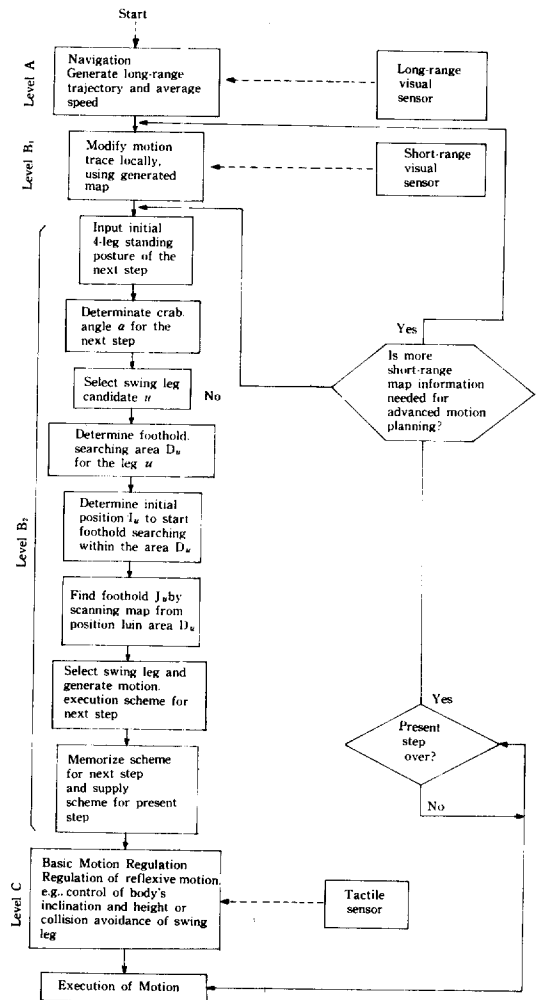 Start
Level A
Navigation
Generate long-range
trajectory and average
speed
Long-range
visual
sensor
Level B₁
Modify motion
trace locally,
using generated
map
Short-range
visual
sensor
Level B₂
Input initial
4-leg standing
posture of the
next step
Determinate crab.
angle α for the
next step
Select swing leg
candidate u
No
Yes
Is more
short-range
map information
needed for
advanced motion
planning?
Determine foothold.
searching area Dᵤ
for the leg u
Determine initial
position Iᵤ to start
foothold searching
within the area Dᵤ
Find foothold Jᵤby
scanning map from
position Iuin area Dᵤ
Select swing leg and
generate motion.
execution scheme for
next step
Yes
Present
step
over?
No
Memorize scheme
for next step
and supply
scheme for present
step
Level C
Basic Motion Regulation
Regulation of reflexive motion.
e.g., control of body's
inclination and height or
collision avoidance of swing
leg
Tactile
sensor
Execution of Motion